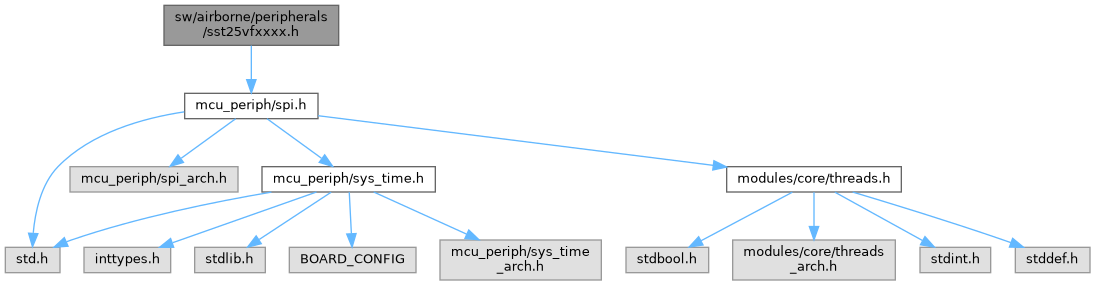 sw/airborne/peripherals
/sst25vfxxxx.h
mcu_periph/spi.h
mcu_periph/spi_arch.h
mcu_periph/sys_time.h
modules/core/threads.h
std.h
inttypes.h
stdlib.h
BOARD_CONFIG
mcu_periph/sys_time
_arch.h
stdbool.h
modules/core/threads
_arch.h
stdint.h
stddef.h